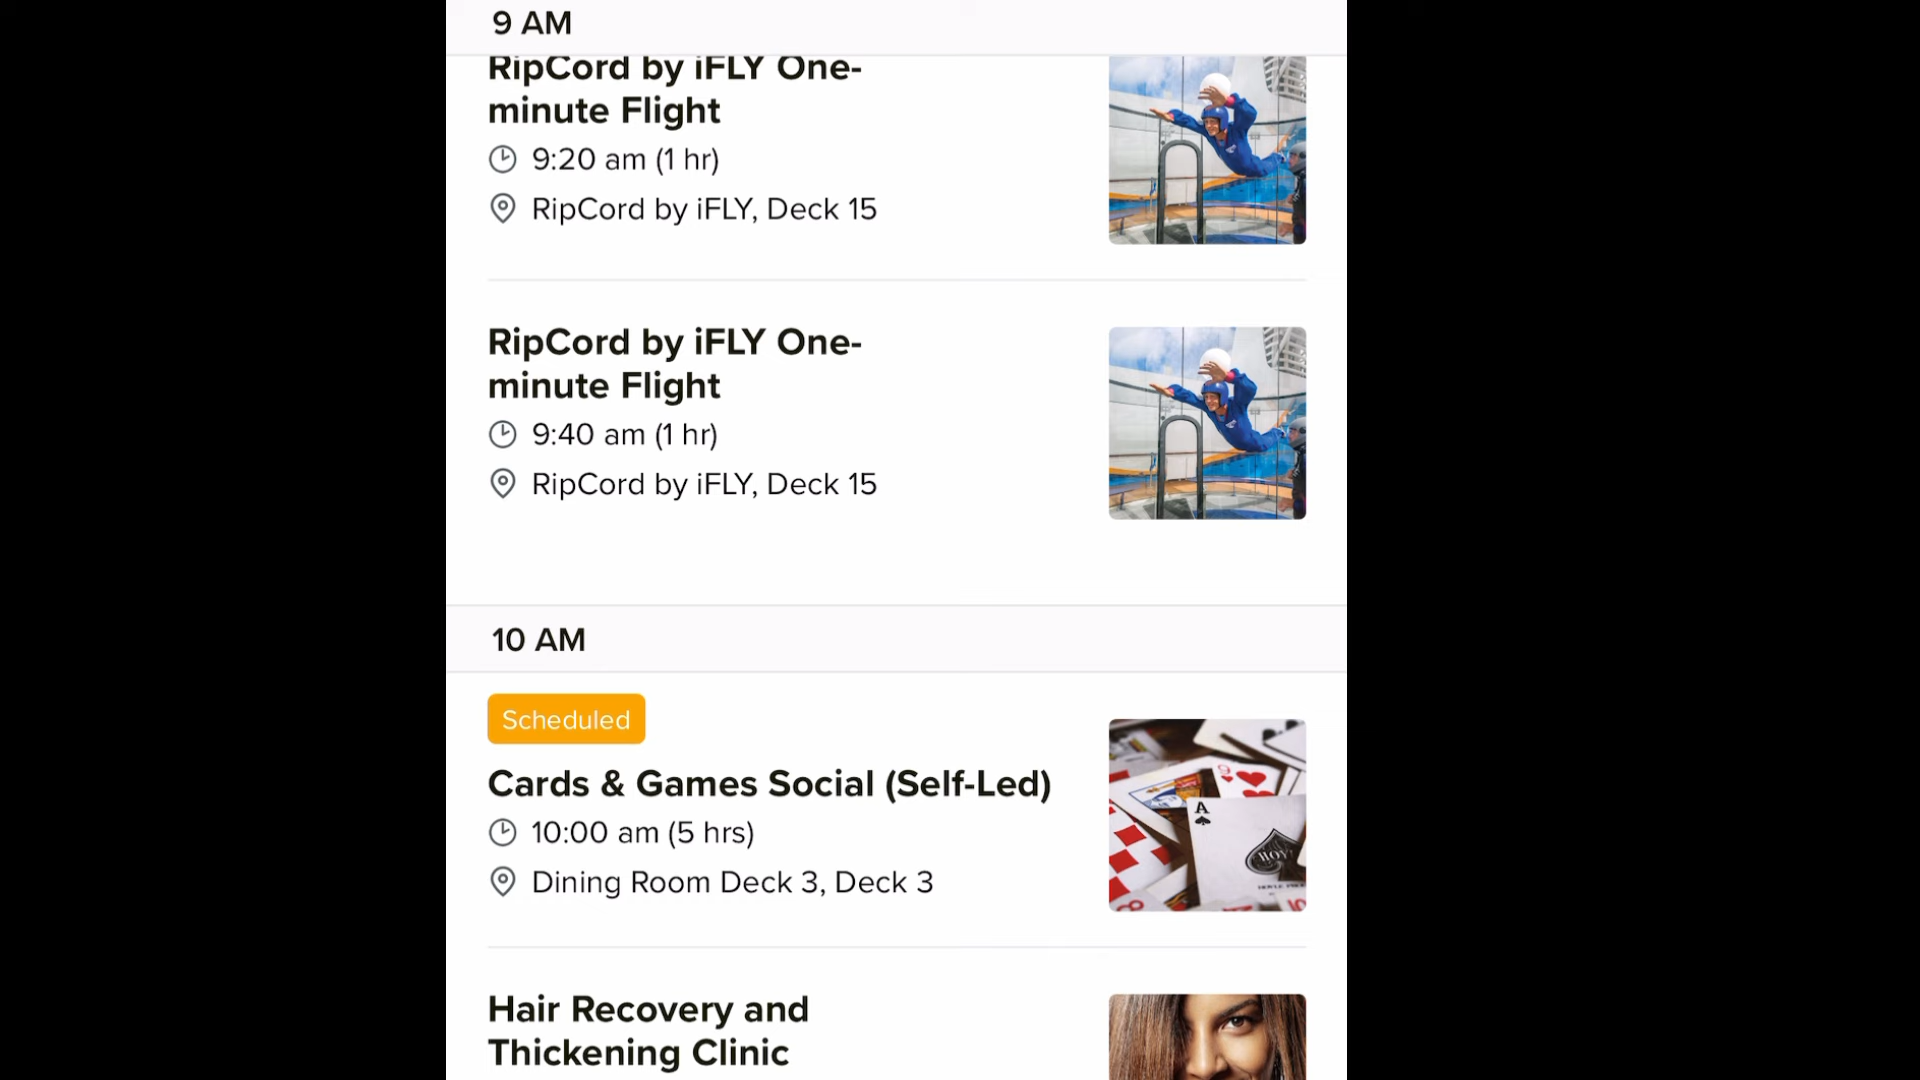 9 AM
RipCord by iFLY One-
minute Flight
9:20 am (1 hr)
RipCord by iFLY, Deck 15
RipCord by iFLY One-
minute Flight
9:40 am (1 hr)
RipCord by iFLY, Deck 15
10 AM
Scheduled
Cards & Games Social (Self-Led)
10:00 am (5 hrs)
Dining Room Deck 3, Deck 3
A
HOY
Hair Recovery and
Thickening Clinic